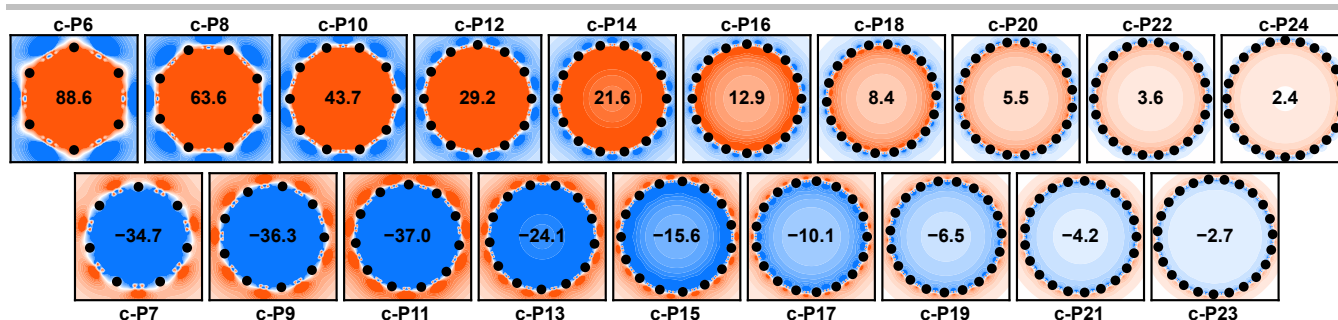 c-P6 c-P8 c-P10 c-P12 c-P14 c-P16 c-P18 c-P20 c-P22 c-P24
88.6 63.6 43.7 29.2 21.6 12.9 8.4 5.5 3.6 2.4
−34.7 −36.3 −37.0 −24.1 −15.6 −10.1 −6.5 −4.2 −2.7
c-P7 c-P9 c-P11 c-P13 c-P15 c-P17 c-P19 c-P21 c-P23